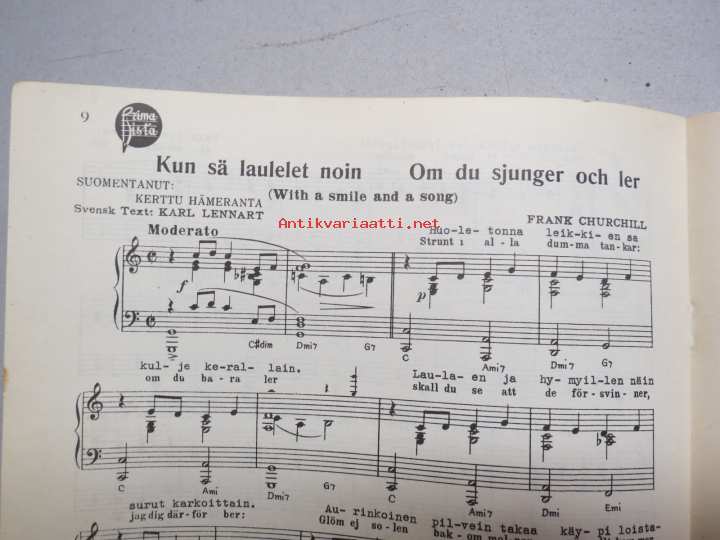 9
Prima
Vista
Kun sä laulelet noin Om du sjunger och ler
SUOMENTANUT:
KERTTU HÄMERANTA
(With a smile and a song)
Svensk Text: KARL LENNART
Antikvariaatti.net
FRANK CHURCHILL
Moderato
Huo-le- tonna leik-ki- en sa
Strunt i al-la dum-ma tan-kar:
f
p
C#dim Dmi7 G7 C Ami7 Dmi7 G7
kul- je keral- lain. Lau-la- en ja hy- myil-len näin
om du ba-ra ler skall du se att de för-svin-ner,
C Ami Dmi7 G7 C Ami7 Dmi Emi
surut karkoittain. Au- rinkoinen pilvein takaa käy- pi loista-
jag dig där-för ber: Glöm ej so-len